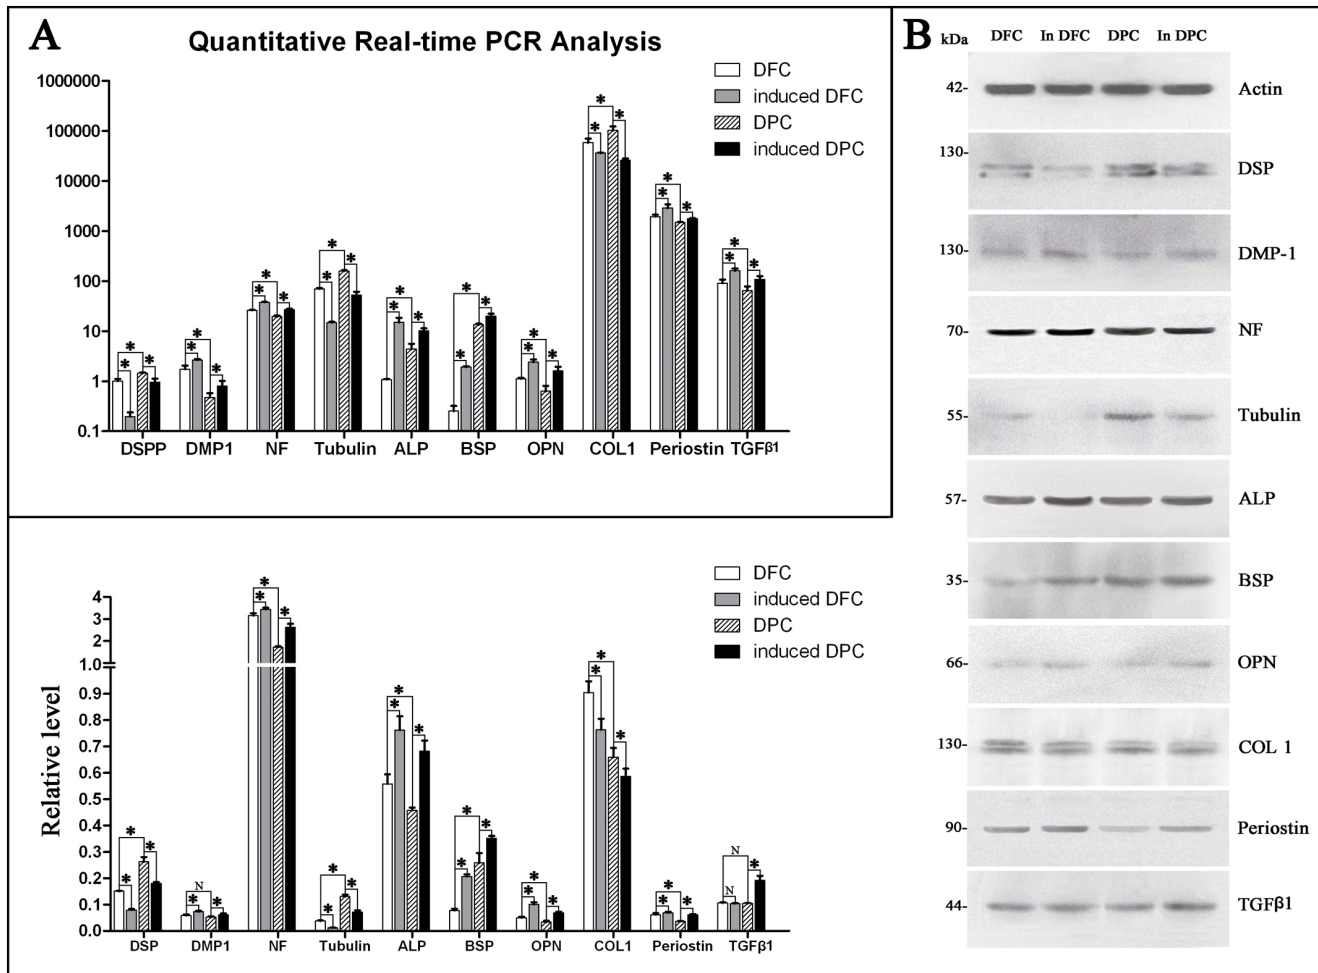 A
Quantitative Real-time PCR Analysis
1000000
100000
10000
1000
100
10
1
0.1
DFC
induced DFC
DPC
induced DPC
* * * *
* * * *
* * * *
* * * *
* * * *
* * * *
* * * *
* * * *
* * * *
* * * *
DSPP DMP1 NF Tubulin ALP BSP OPN COL1 Periostin TGFβ1
Relative level
4
3
2
1.0
0.9
0.8
0.7
0.6
0.5
0.4
0.3
0.2
0.1
0.0
DFC
induced DFC
DPC
induced DPC
N
N
N
DSP DMP1 NF Tubulin ALP BSP OPN COL1 Periostin TGFβ1
B
kDa DFC In DFC DPC In DPC
42- Actin
130- DSP
130- DMP-1
70- NF
55- Tubulin
57- ALP
35- BSP
66- OPN
130- COL 1
90- Periostin
44- TGFβ1